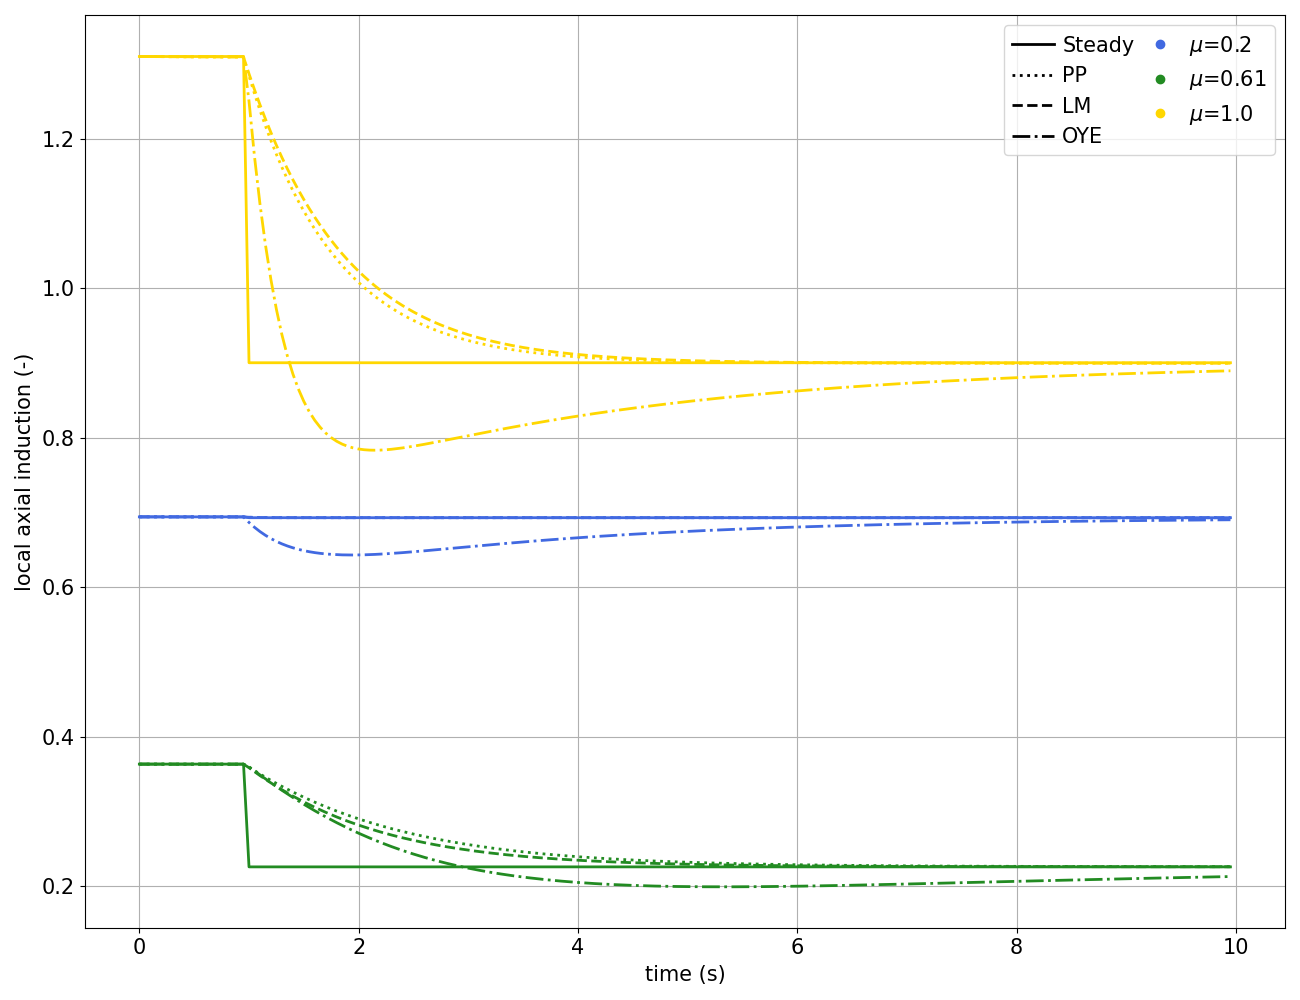 Steady
PP
LM
OYE
μ=0.2
μ=0.61
μ=1.0
1.2
1.0
0.8
0.6
0.4
0.2
local axial induction (-)
0 2 4 6 8 10
time (s)